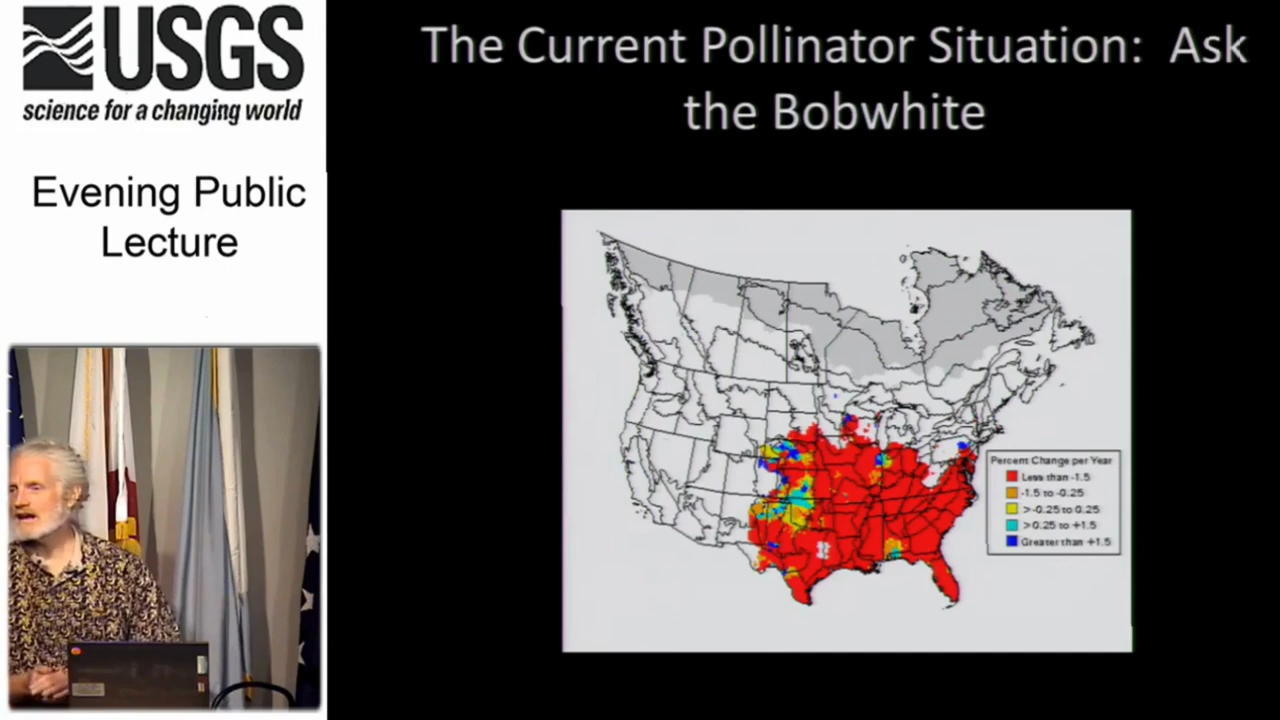 USGS
science for a changing world
Evening Public
Lecture
The Current Pollinator Situation: Ask
the Bobwhite
Percent Change per Year
Less than -1.5
-1.5 to -0.25
> -0.25 to 0.25
> 0.25 to +1.5
Greater than +1.5